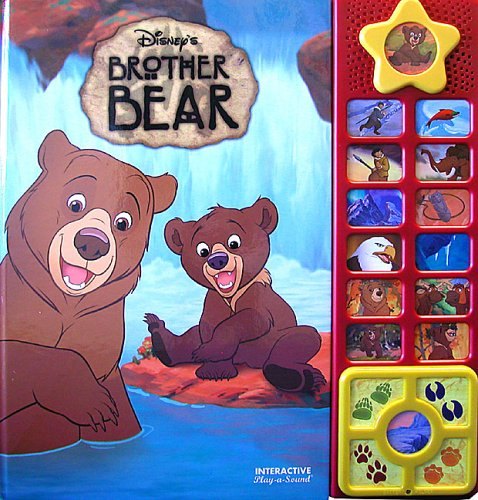 Disney's
BROTHER
BEAR
INTERACTIVE
Play-a-Sound